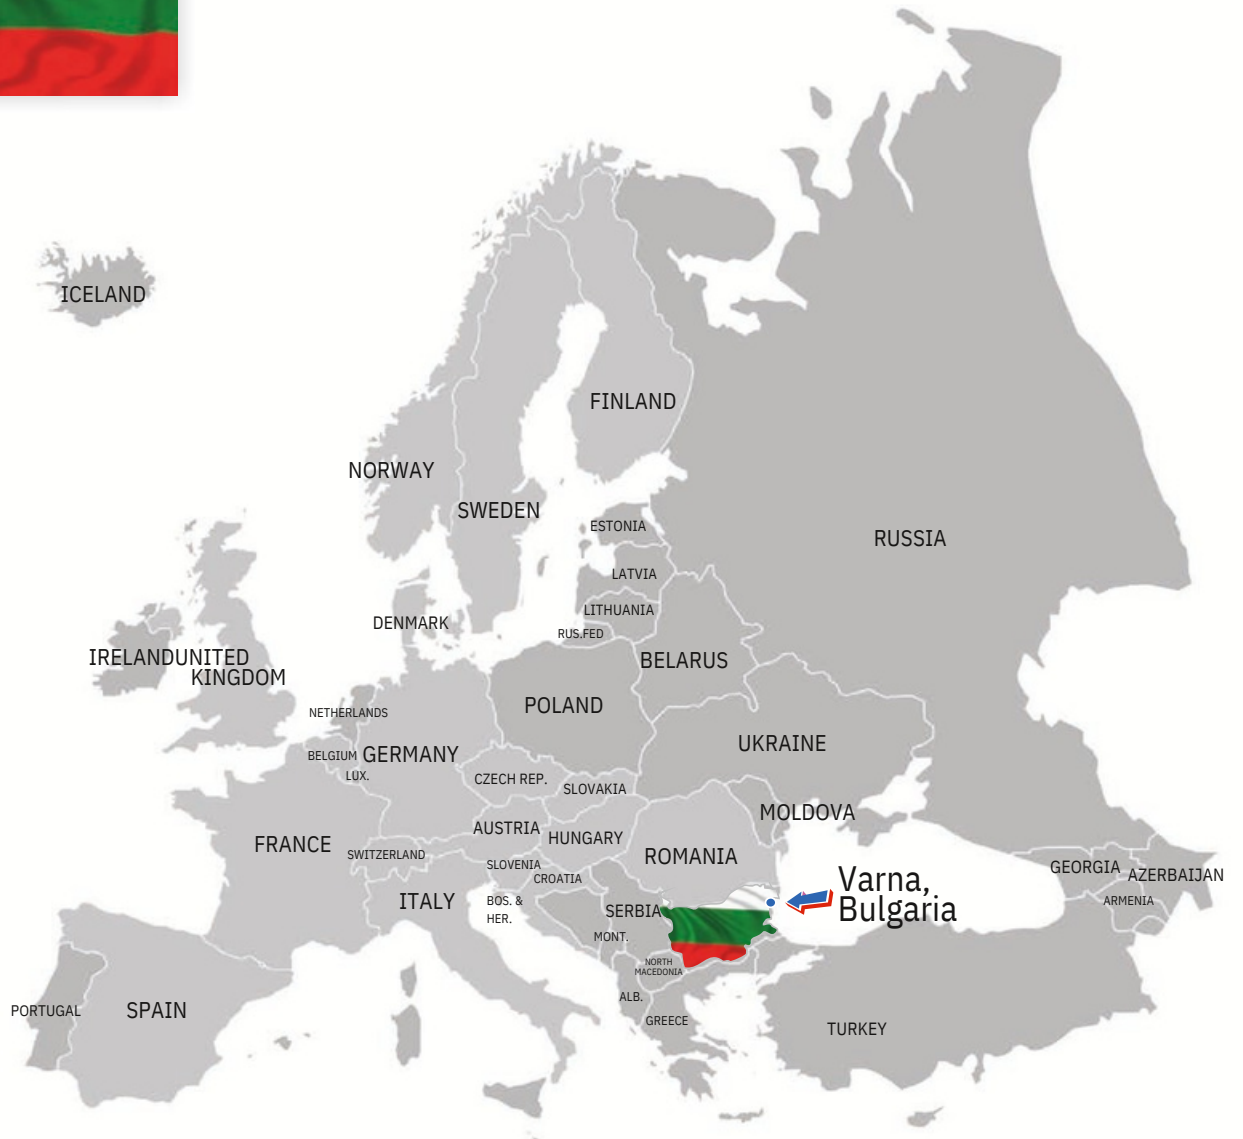 ICELAND
FINLAND
NORWAY
SWEDEN
ESTONIA
RUSSIA
LATVIA
LITHUANIA
DENMARK
RUS.FED
IRELAND
UNITED
KINGDOM
BELARUS
POLAND
NETHERLANDS
UKRAINE
BELGIUM
GERMANY
LUX.
CZECH REP.
SLOVAKIA
MOLDOVA
AUSTRIA
HUNGARY
FRANCE
SWITZERLAND
ROMANIA
SLOVENIA
CROATIA
GEORGIA
AZERBAIJAN
ARMENIA
Varna,
Bulgaria
ITALY
BOS. &
HER.
SERBIA
MONT.
NORTH
MACEDONIA
ALB.
GREECE
PORTUGAL
SPAIN
TURKEY